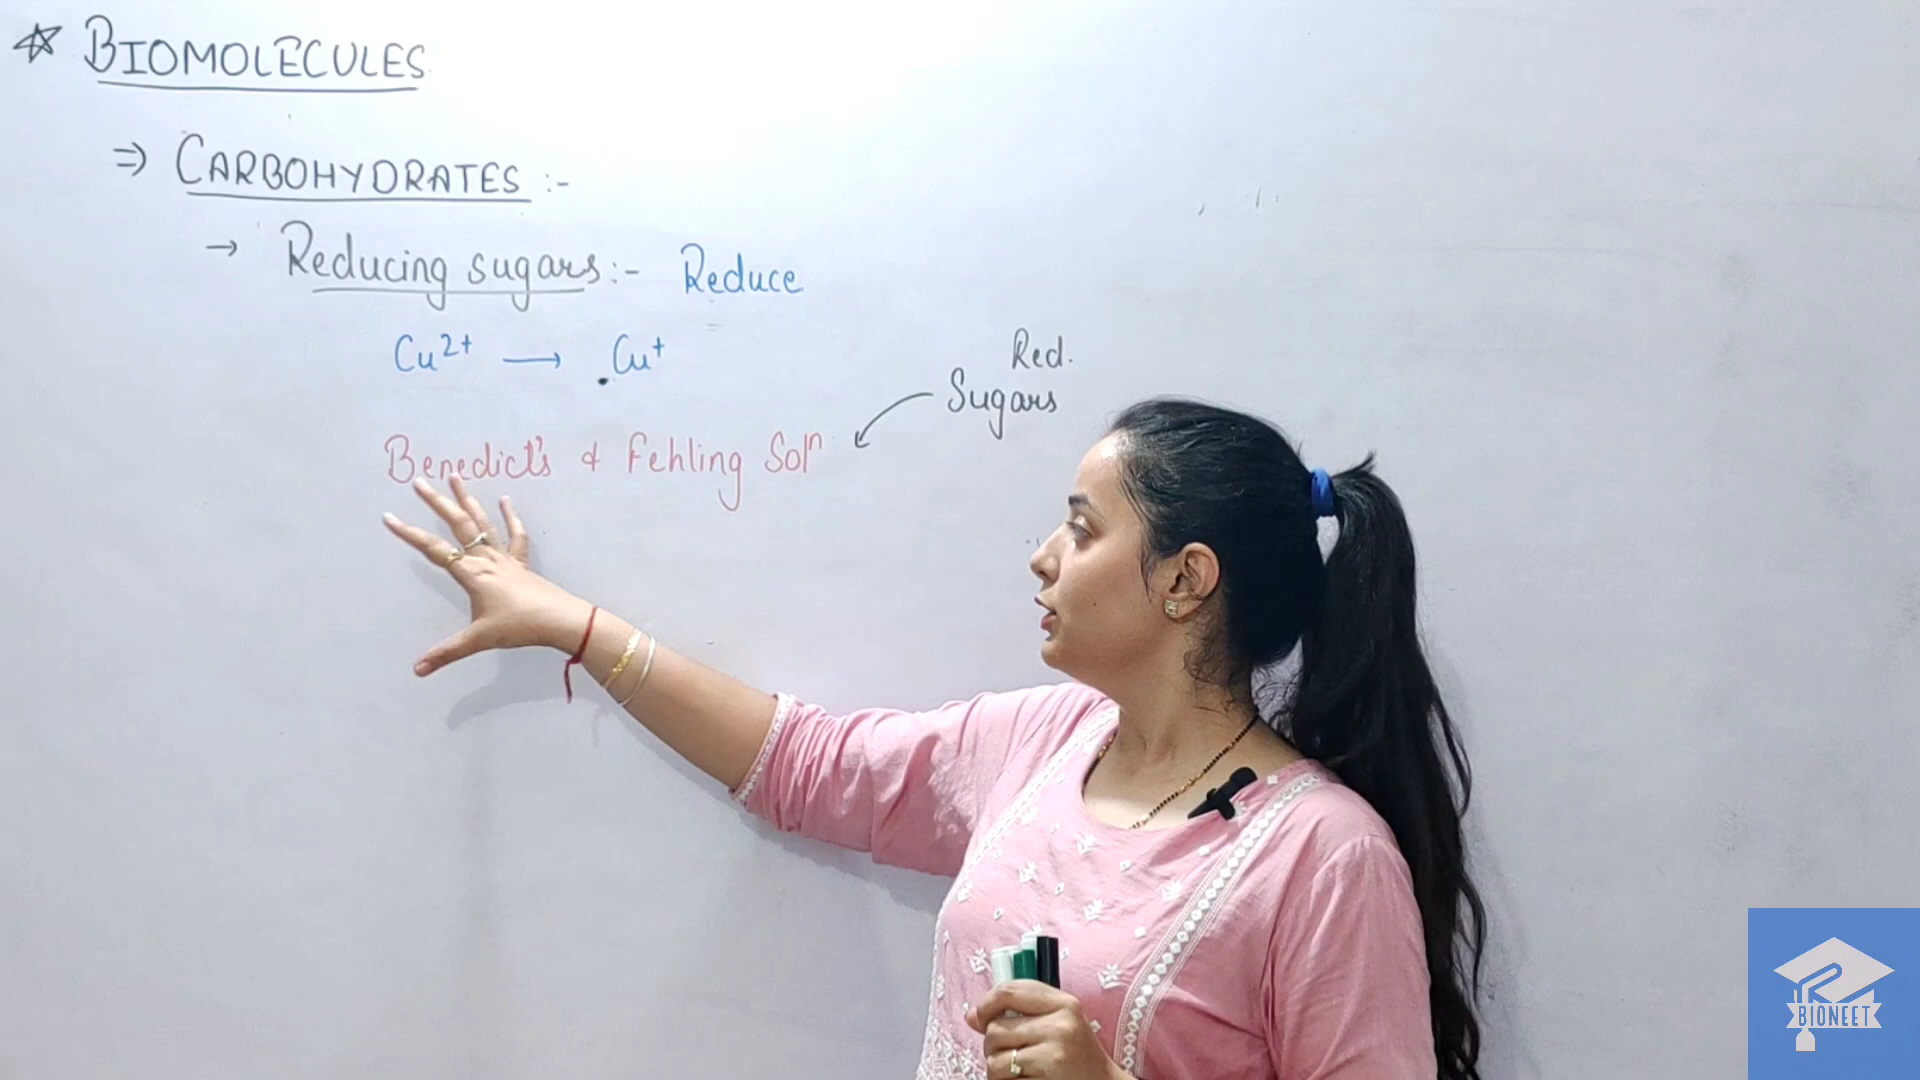 ☆ BIOMOLECULES
⇒ CARBOHYDRATES :-
→ Reducing sugars :- Reduce
Cu²⁺ → Cu⁺
Red.
Sugars
Benedict's & Fehling Solⁿ
BIONEET